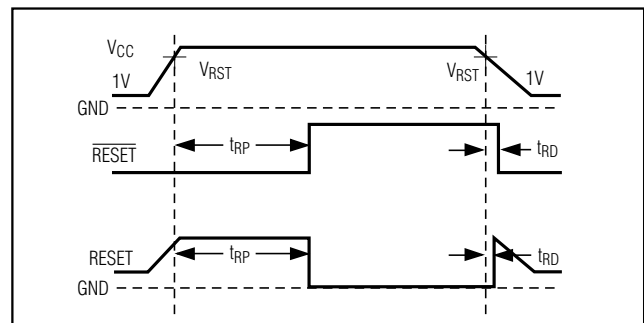 VCC
1V
VRST
VRST
1V
GND
RESET
tRP
tRD
RESET
tRP
tRD
GND